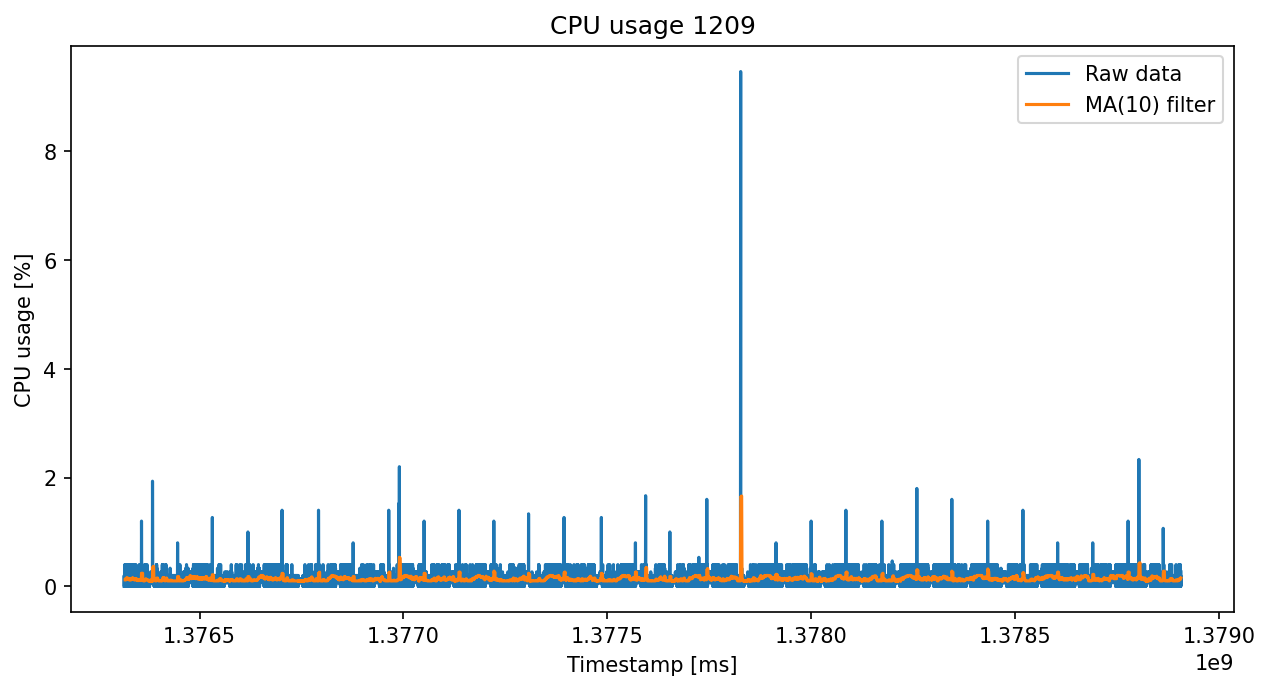 CPU usage 1209
Raw data
MA(10) filter
CPU usage [%]
8
6
4
2
0
1.3765 1.3770 1.3775 1.3780 1.3785 1.3790
1e9
Timestamp [ms]